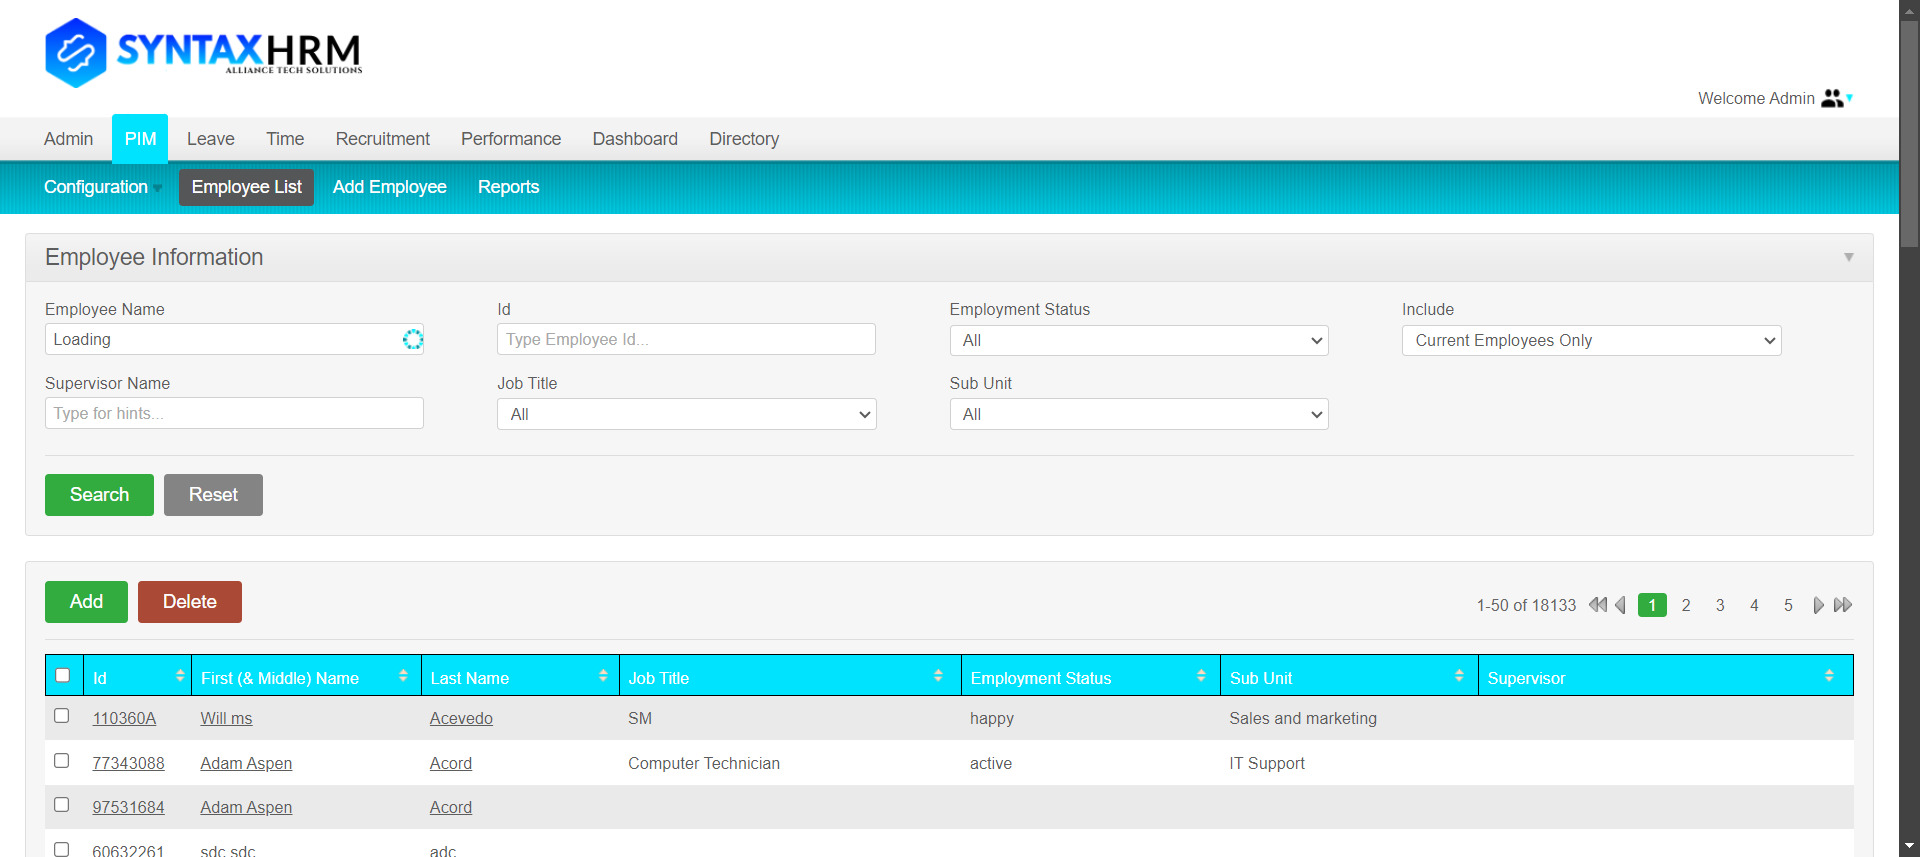 SYNTAXHRM
ALLIANCE TECH SOLUTIONS
Welcome Admin
Admin PIM Leave Time Recruitment Performance Dashboard Directory
Configuration Employee List Add Employee Reports
Employee Information
Employee Name Id Employment Status Include
Loading Type Employee Id... All Current Employees Only
Supervisor Name Job Title Sub Unit
Type for hints... All All
Search Reset
Add Delete 1-50 of 18133 1 2 3 4 5
Id First (& Middle) Name Last Name Job Title Employment Status Sub Unit Supervisor
110360A Will ms Acevedo SM happy Sales and marketing
77343088 Adam Aspen Acord Computer Technician active IT Support
97531684 Adam Aspen Acord
60632261 sdc sdc adc